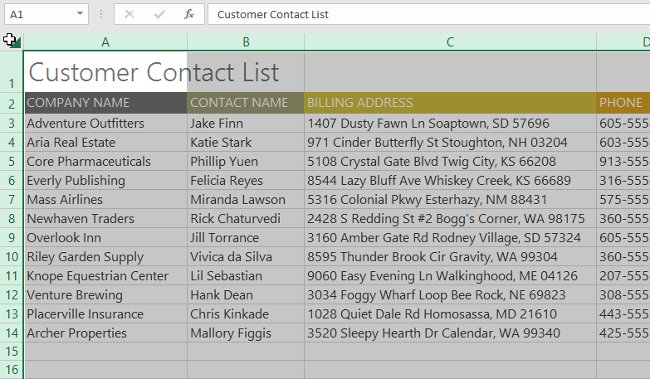 A1 fx Customer Contact List
A B C D
1 Customer Contact List
2 COMPANY NAME CONTACT NAME BILLING ADDRESS PHONE
3 Adventure Outfitters Jake Finn 1407 Dusty Fawn Ln Soaptown, SD 57696 605-555
4 Aria Real Estate Katie Stark 971 Cinder Butterfly St Stoughton, NH 03204 603-555
5 Core Pharmaceuticals Phillip Yuen 5108 Crystal Gate Blvd Twig City, KS 66208 913-555
6 Everly Publishing Felicia Reyes 8544 Lazy Bluff Ave Whiskey Creek, KS 66689 316-555
7 Mass Airlines Miranda Lawson 5316 Colonial Pkwy Esterhazy, NM 88431 575-555
8 Newhaven Traders Rick Chaturvedi 2428 S Redding St #2 Bogg's Corner, WA 98175 360-555
9 Overlook Inn Jill Torrance 3160 Amber Gate Rd Rodney Village, SD 57324 605-555
10 Riley Garden Supply Vivica da Silva 8595 Thunder Brook Cir Gravity, WA 99304 360-555
11 Knope Equestrian Center Lil Sebastian 9060 Easy Evening Ln Walkinghood, ME 04126 207-555
12 Venture Brewing Hank Dean 3034 Foggy Wharf Loop Bee Rock, NE 69823 308-555
13 Placerville Insurance Chris Kinkade 1028 Quiet Dale Rd Homosassa, MD 21610 443-555
14 Archer Properties Mallory Figgis 3520 Sleepy Hearth Dr Calendar, WA 99340 425-555
15
16